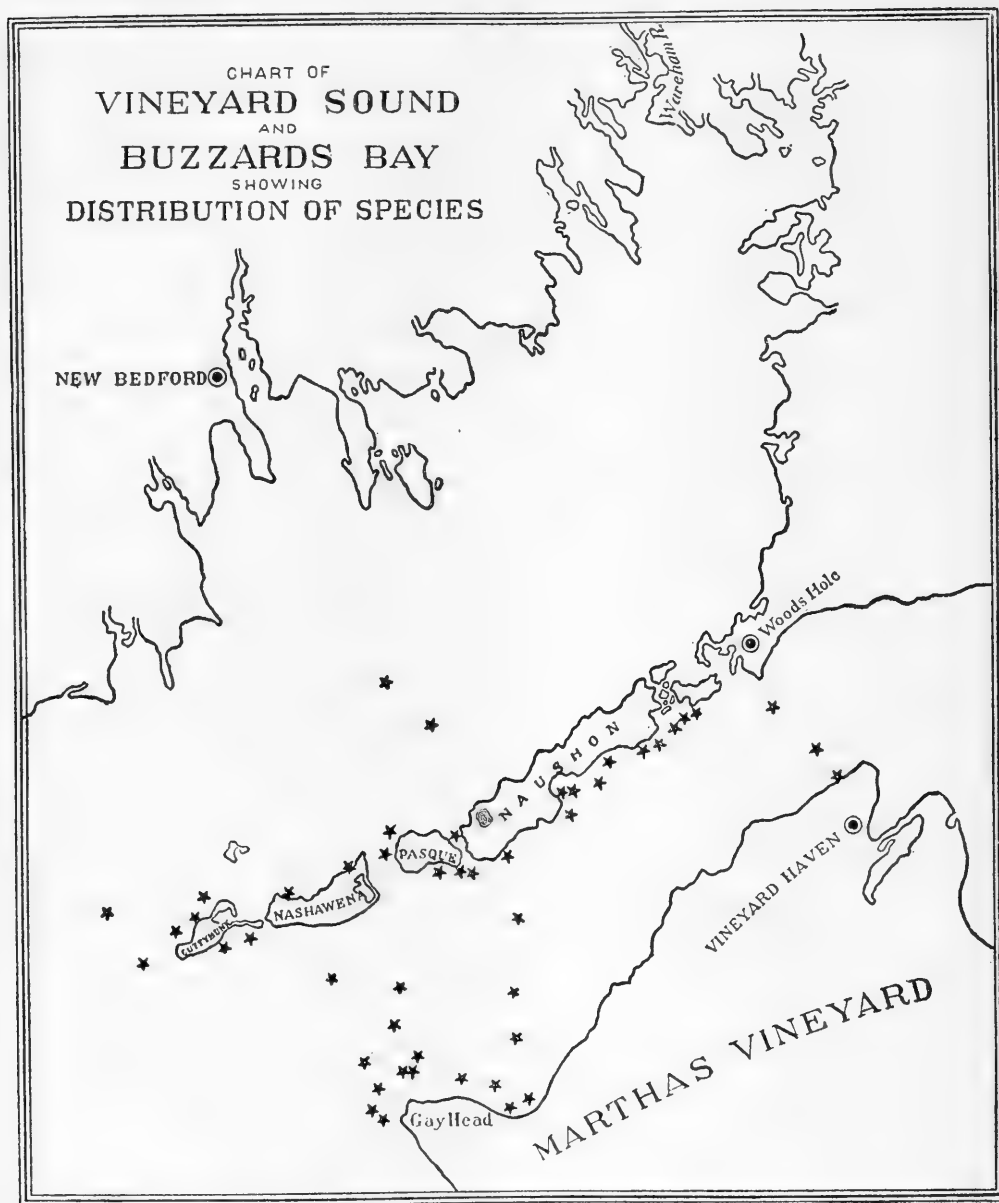 CHART OF
VINEYARD SOUND
AND
BUZZARDS BAY
SHOWING
DISTRIBUTION OF SPECIES
Wareham R.
NEW BEDFORD
Woods Hole
NAUSHON
PASQUE
NASHAWENA
CUTTYHUNK
VINEYARD HAVEN
MARTHAS VINEYARD
Gay Head